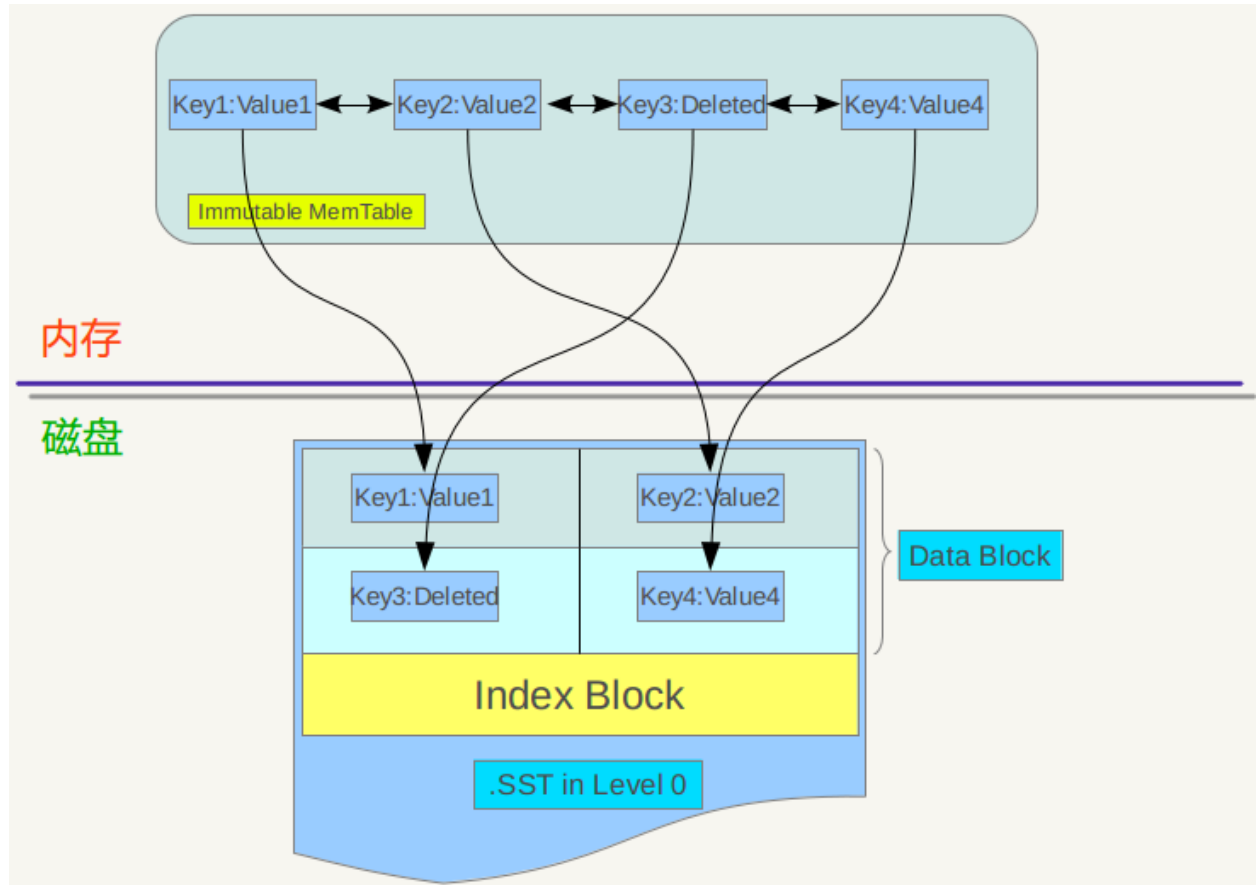 Key1:Value1
Key2:Value2
Key3:Deleted
Key4:Value4
Immutable MemTable
内存
磁盘
Key1:Value1
Key2:Value2
Data Block
Key3:Deleted
Key4:Value4
Index Block
.SST in Level 0